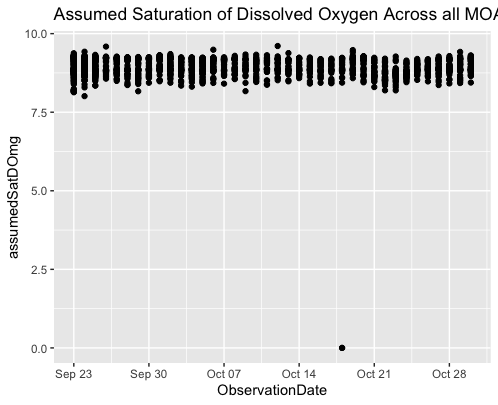 Assumed Saturation of Dissolved Oxygen Across all MOA
10.0
7.5
5.0
2.5
0.0
assumedSatDOmg
Sep 23 Sep 30 Oct 07 Oct 14 Oct 21 Oct 28
ObservationDate